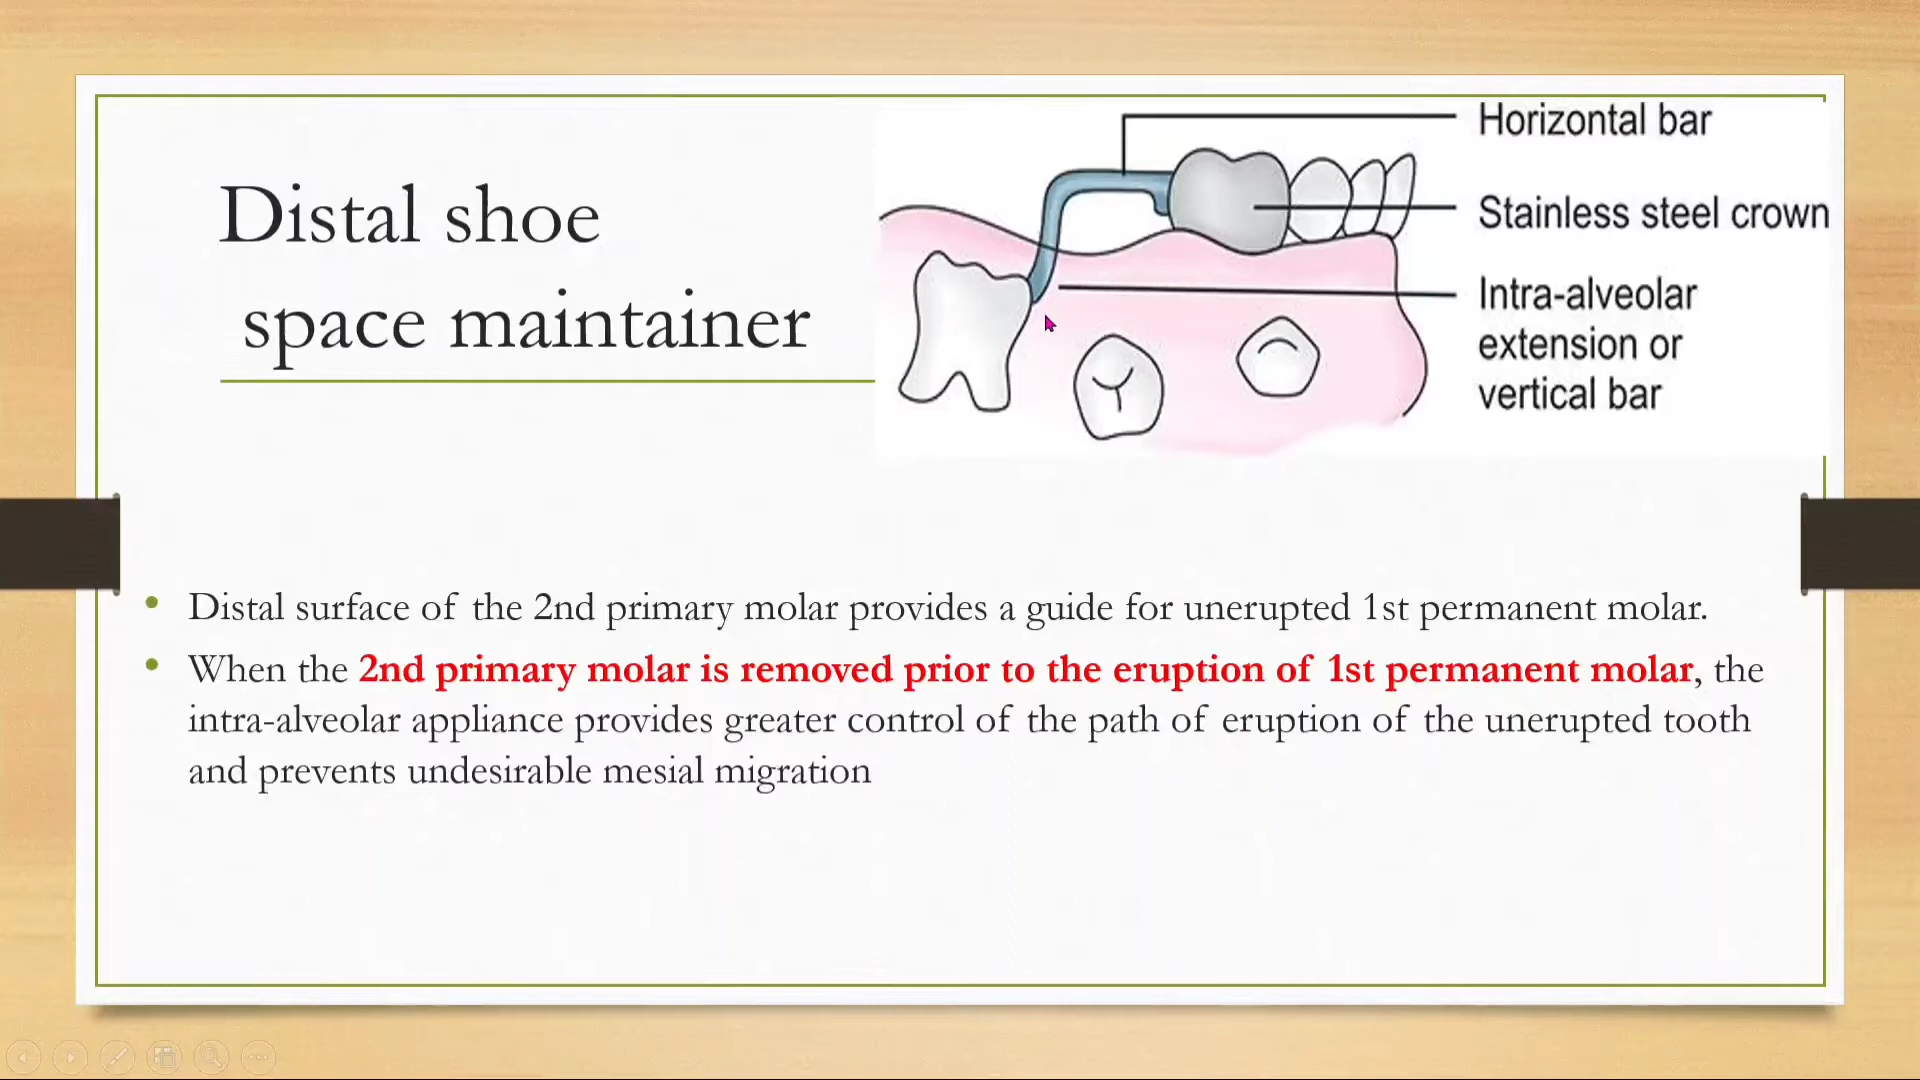 Distal shoe
space maintainer
Horizontal bar
Stainless steel crown
Intra-alveolar
extension or
vertical bar
• Distal surface of the 2nd primary molar provides a guide for unerupted 1st permanent molar.
• When the 2nd primary molar is removed prior to the eruption of 1st permanent molar, the
intra-alveolar appliance provides greater control of the path of eruption of the unerupted tooth
and prevents undesirable mesial migration